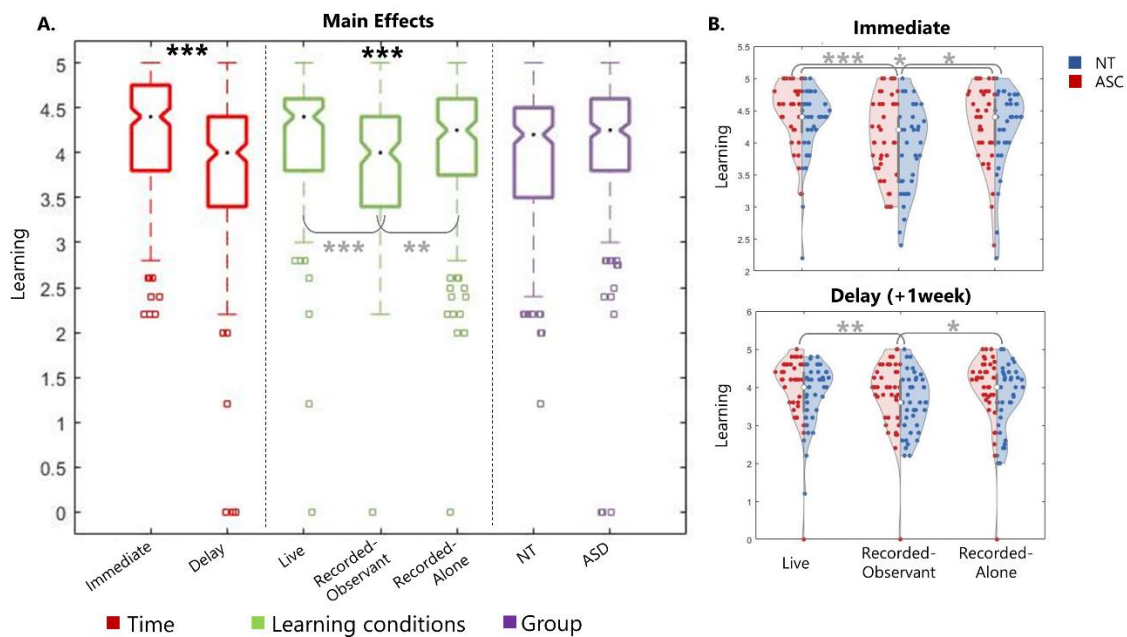 A.
Main Effects
Learning
5
4.5
4
3.5
3
2.5
2
1.5
1
0.5
0
***
***
***
**
Immediate
Delay
Live
Recorded-
Observant
Recorded-
Alone
NT
ASD
Time
Learning conditions
Group
B.
Immediate
NT
ASC
Learning
5.5
5
4.5
4
3.5
3
2.5
2
***
*
*
Delay (+1week)
Learning
6
5
4
3
2
1
0
**
*
Live
Recorded-
Observant
Recorded-
Alone